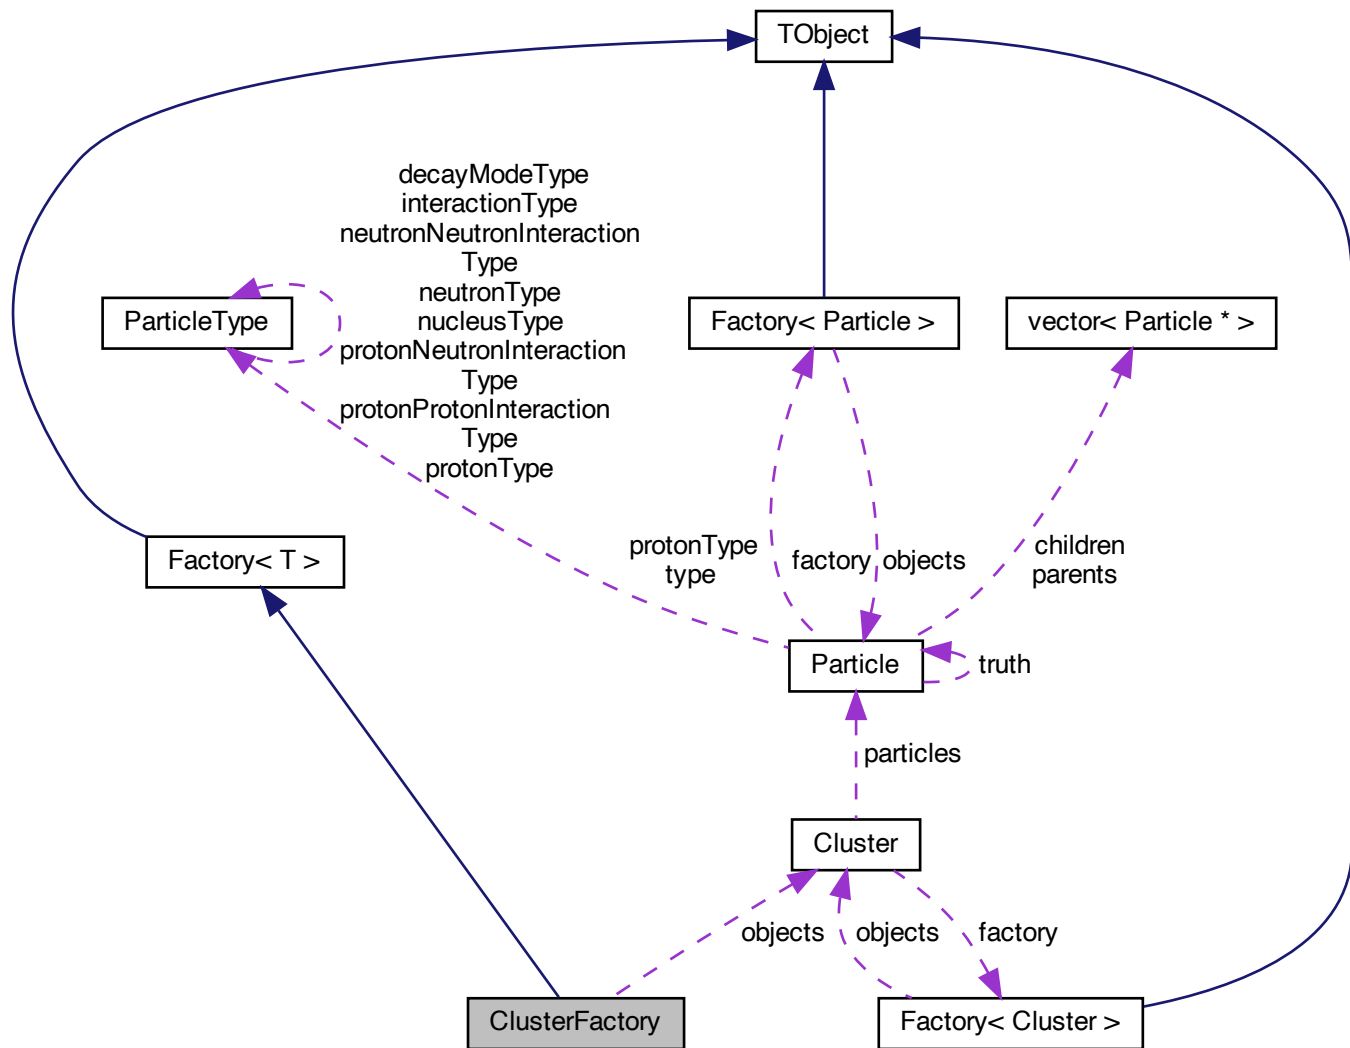 TObject
decayModeType
interactionType
neutronNeutronInteraction
Type
neutronType
nucleusType
protonNeutronInteraction
Type
protonProtonInteraction
Type
protonType
ParticleType
Factory< Particle >
vector< Particle * >
Factory< T >
protonType
type
factory
objects
children
parents
Particle
truth
particles
Cluster
objects
objects
factory
ClusterFactory
Factory< Cluster >